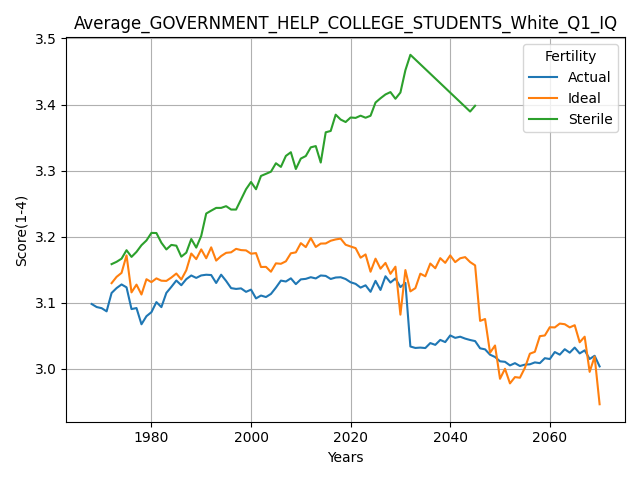 Average_GOVERNMENT_HELP_COLLEGE_STUDENTS_White_Q1_IQ
Fertility
Actual
Ideal
Sterile
3.5
3.4
3.3
3.2
3.1
3.0
Score(1-4)
1980
2000
2020
2040
2060
Years